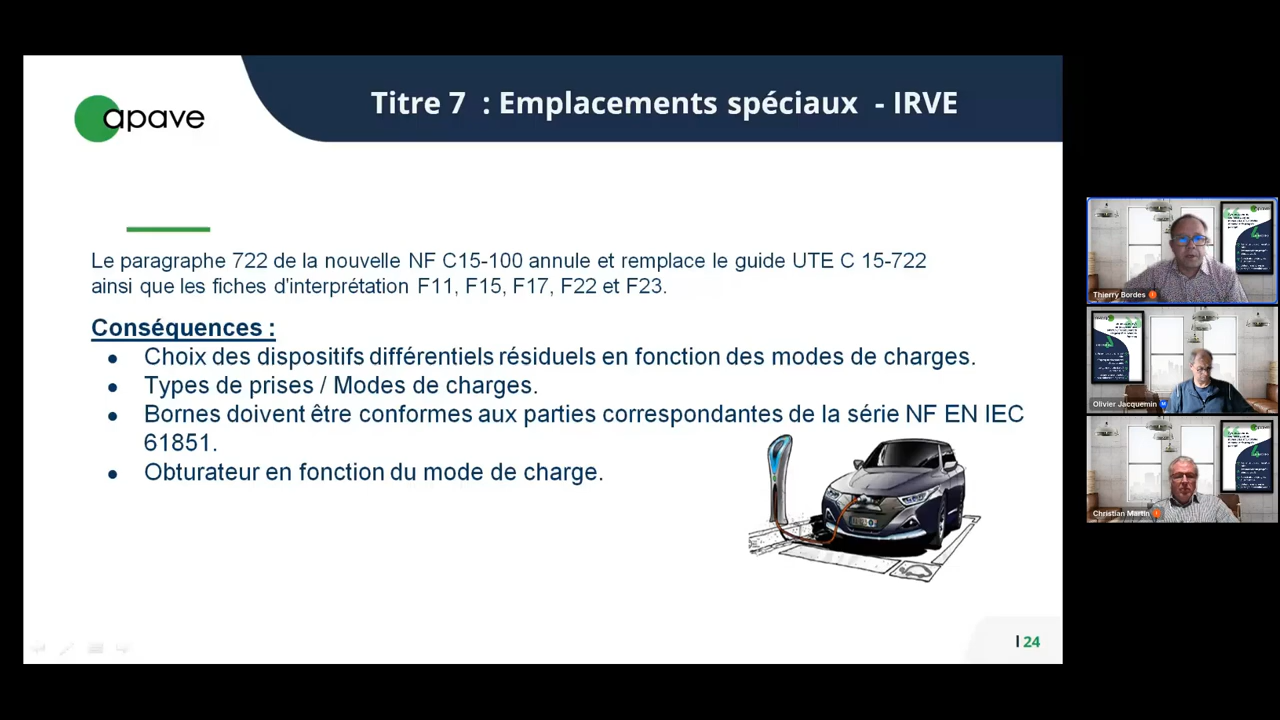 apave
Titre 7 : Emplacements spéciaux - IRVE
Le paragraphe 722 de la nouvelle NF C15-100 annule et remplace le guide UTE C 15-722
ainsi que les fiches d'interprétation F11, F15, F17, F22 et F23.
Conséquences :
● Choix des dispositifs différentiels résiduels en fonction des modes de charges.
● Types de prises / Modes de charges.
● Bornes doivent être conformes aux parties correspondantes de la série NF EN IEC
61851.
● Obturateur en fonction du mode de charge.
24
Thierry Bordes
Olivier Jacquemin
Christian Martin